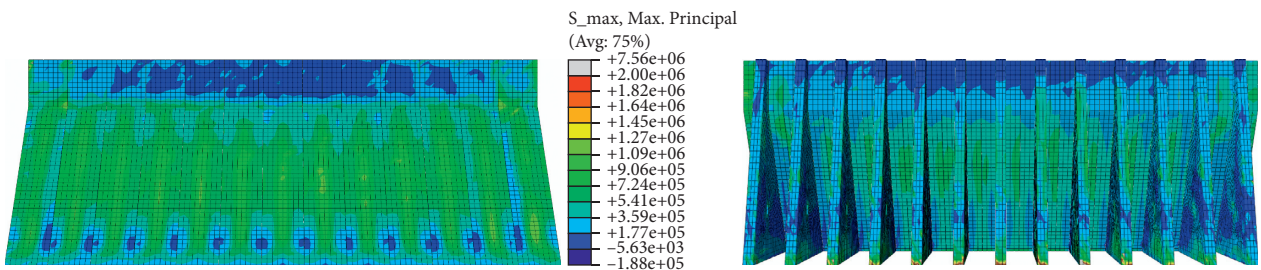 S_max, Max. Principal
(Avg: 75%)
+7.56e+06
+2.00e+06
+1.82e+06
+1.64e+06
+1.45e+06
+1.27e+06
+1.09e+06
+9.06e+05
+7.24e+05
+5.41e+05
+3.59e+05
+1.77e+05
–5.63e+03
–1.88e+05